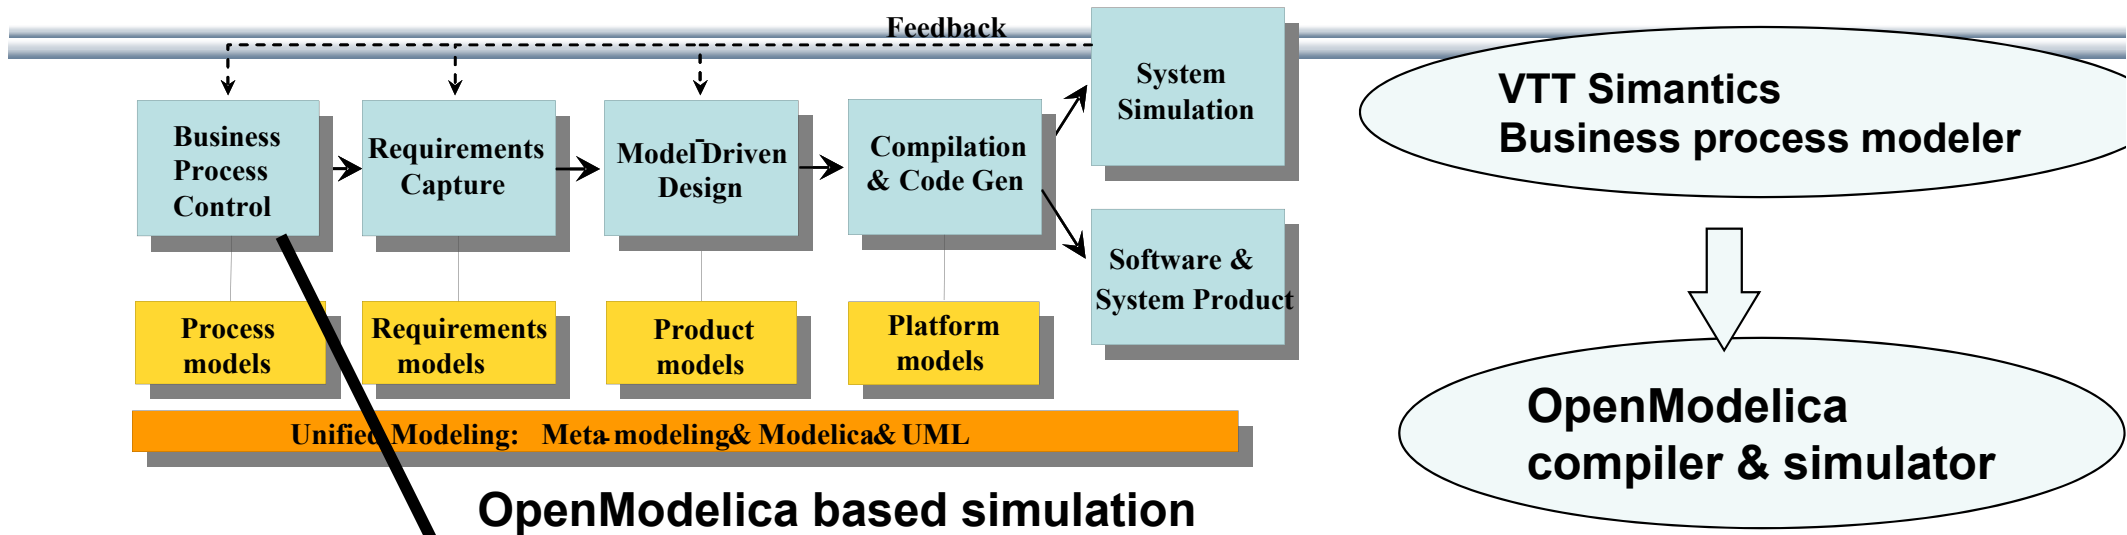 Feedback
Business
Process
Control
Requirements
Capture
Model-Driven
Design
Compilation
& Code Gen
System
Simulation
Software &
System Product
VTT Simantics
Business process modeler
Process
models
Requirements
models
Product
models
Platform
models
Unified Modeling: Meta-modeling& Modelica& UML
OpenModelica
compiler & simulator
OpenModelica based simulation